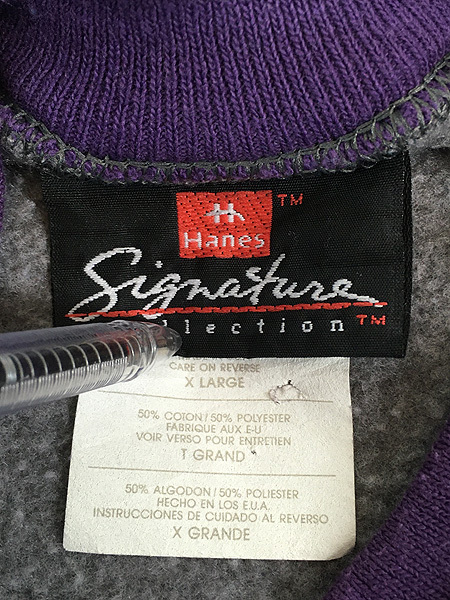 TM
Hanes
Signature
llection TM
CARE ON REVERSE
X LARGE
50% COTON/50% POLYESTER
FABRIQUE AUX E-U
VOIR VERSO POUR ENTRETIEN
T GRAND
50% ALGODON/50% POLIESTER
HECHO EN LOS E.U.A.
INSTRUCCIONES DE CUIDADO AL REVERSO
X GRANDE